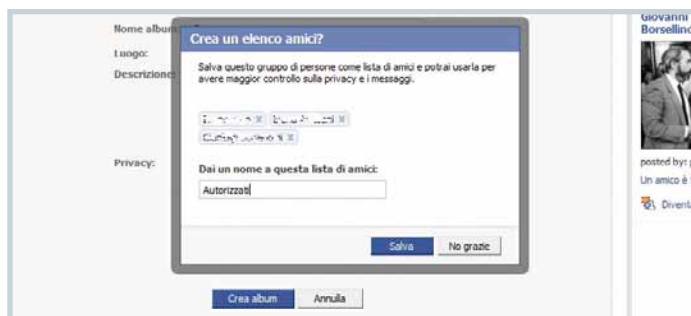 Nome album
Luogo:
Descrizione:
Privacy:
Crea un elenco amici?
Salva questo gruppo di persone come lista di amici e potrai usarla per
avere maggior controllo sulla privacy e i messaggi.
Dai un nome a questa lista di amici:
Autorizzati
Salva
No grazie
Crea album
Annulla
Giovanni
Borsellino
posted by:
Un amico è
Divent